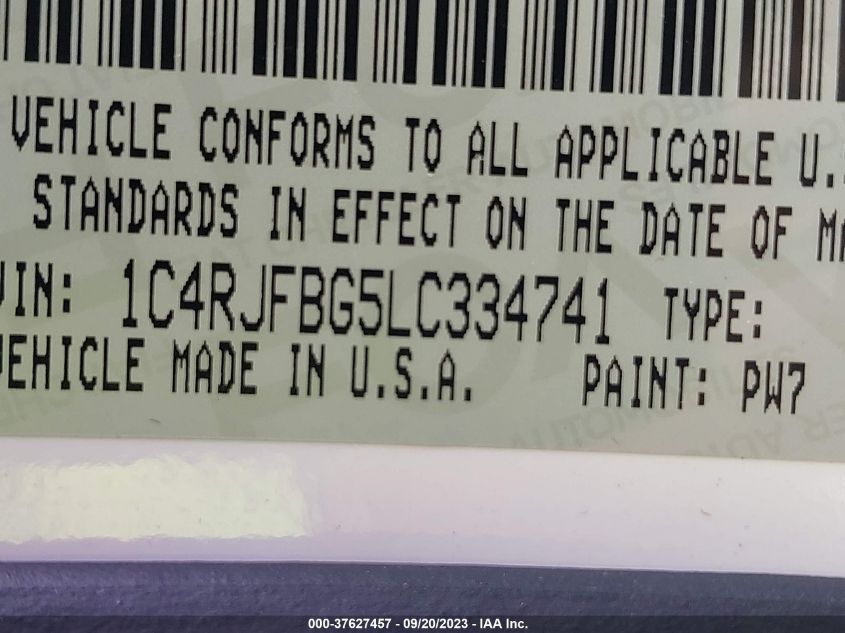 VEHICLE CONFORMS TO ALL APPLICABLE U.
STANDARDS IN EFFECT ON THE DATE OF MA
VIN: 1C4RJFBG5LC334741 TYPE:
VEHICLE MADE IN U.S.A. PAINT: PW7
000-37627457 - 09/20/2023 - IAA Inc.